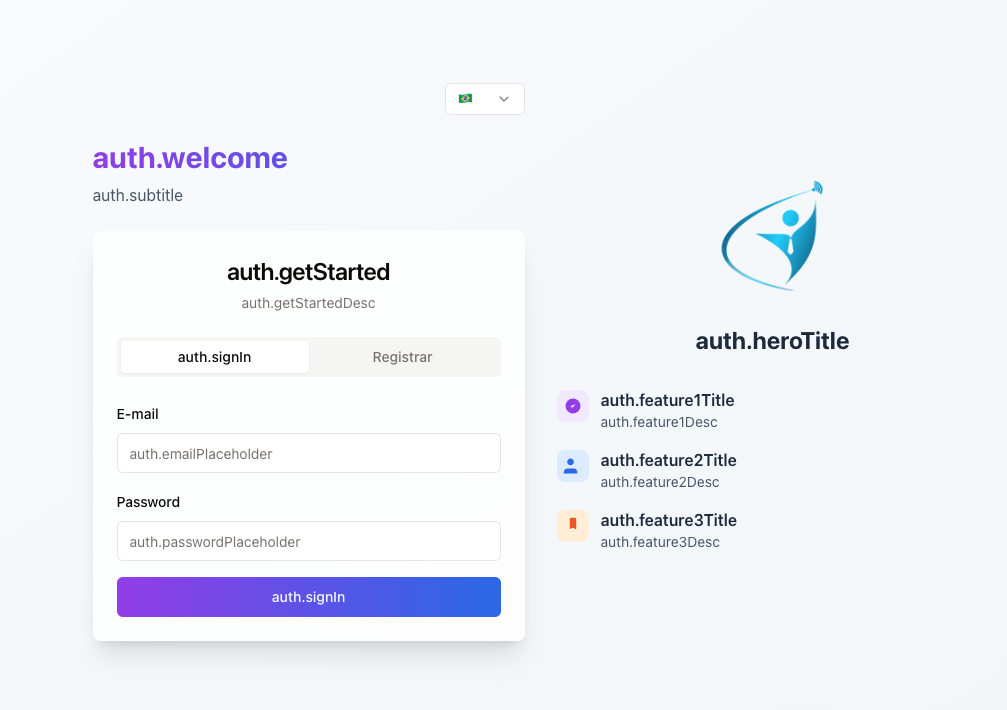 auth.welcome
auth.subtitle
auth.getStarted
auth.getStartedDesc
auth.signIn
Registrar
E-mail
auth.emailPlaceholder
Password
auth.passwordPlaceholder
auth.signIn
auth.heroTitle
auth.feature1Title
auth.feature1Desc
auth.feature2Title
auth.feature2Desc
auth.feature3Title
auth.feature3Desc